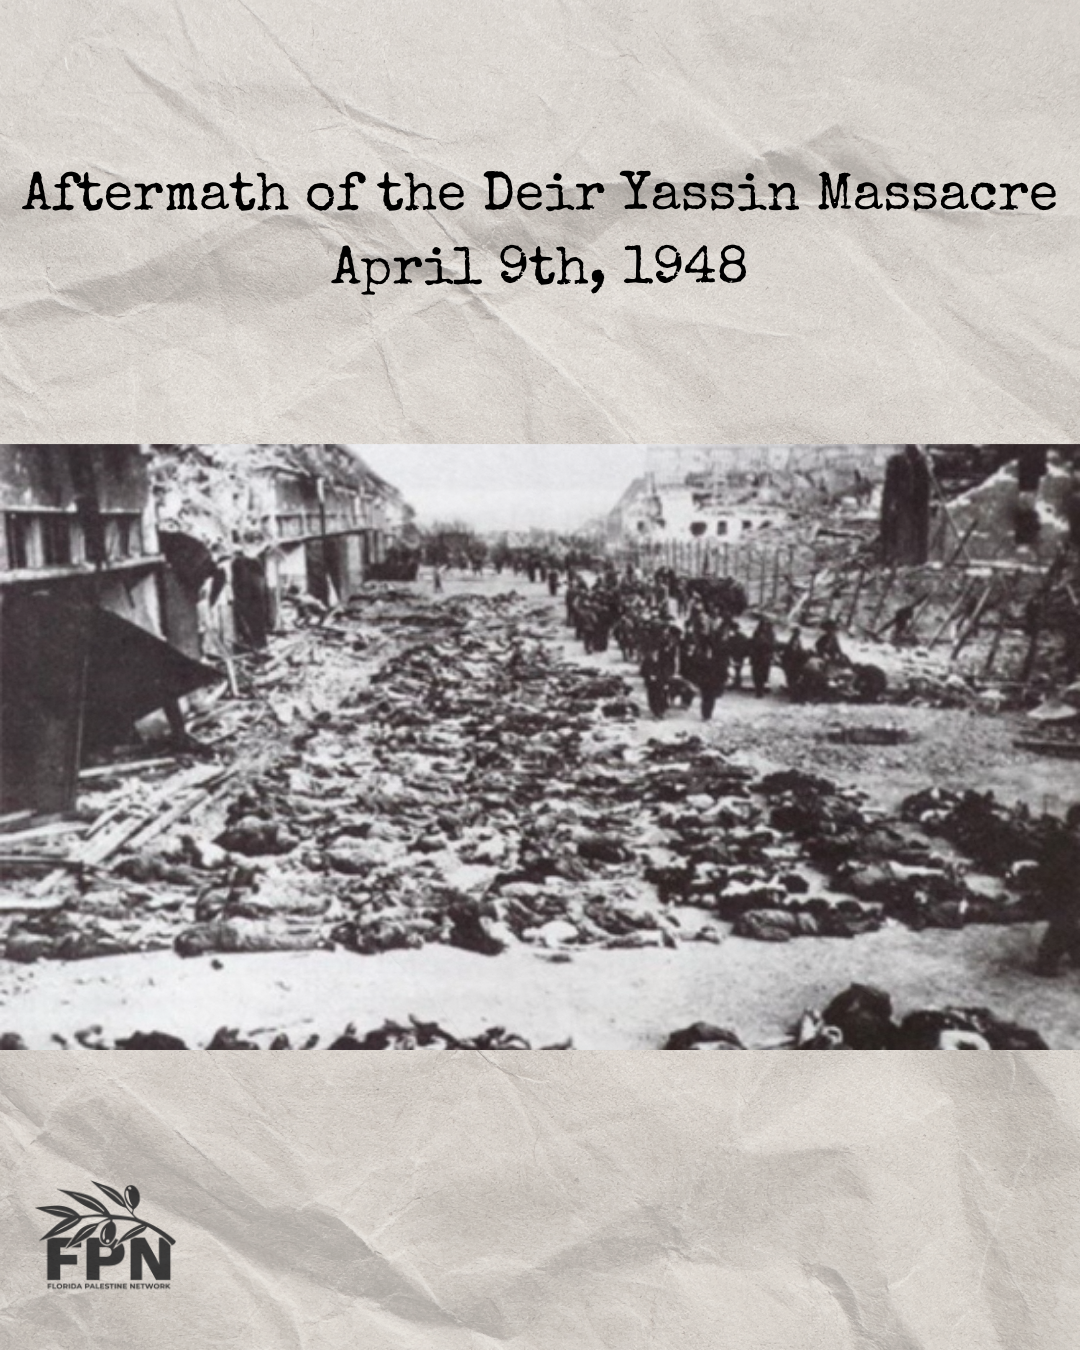 Aftermath of the Deir Yassin Massacre
April 9th, 1948
FPN
FLORIDA PALESTINE NETWORK